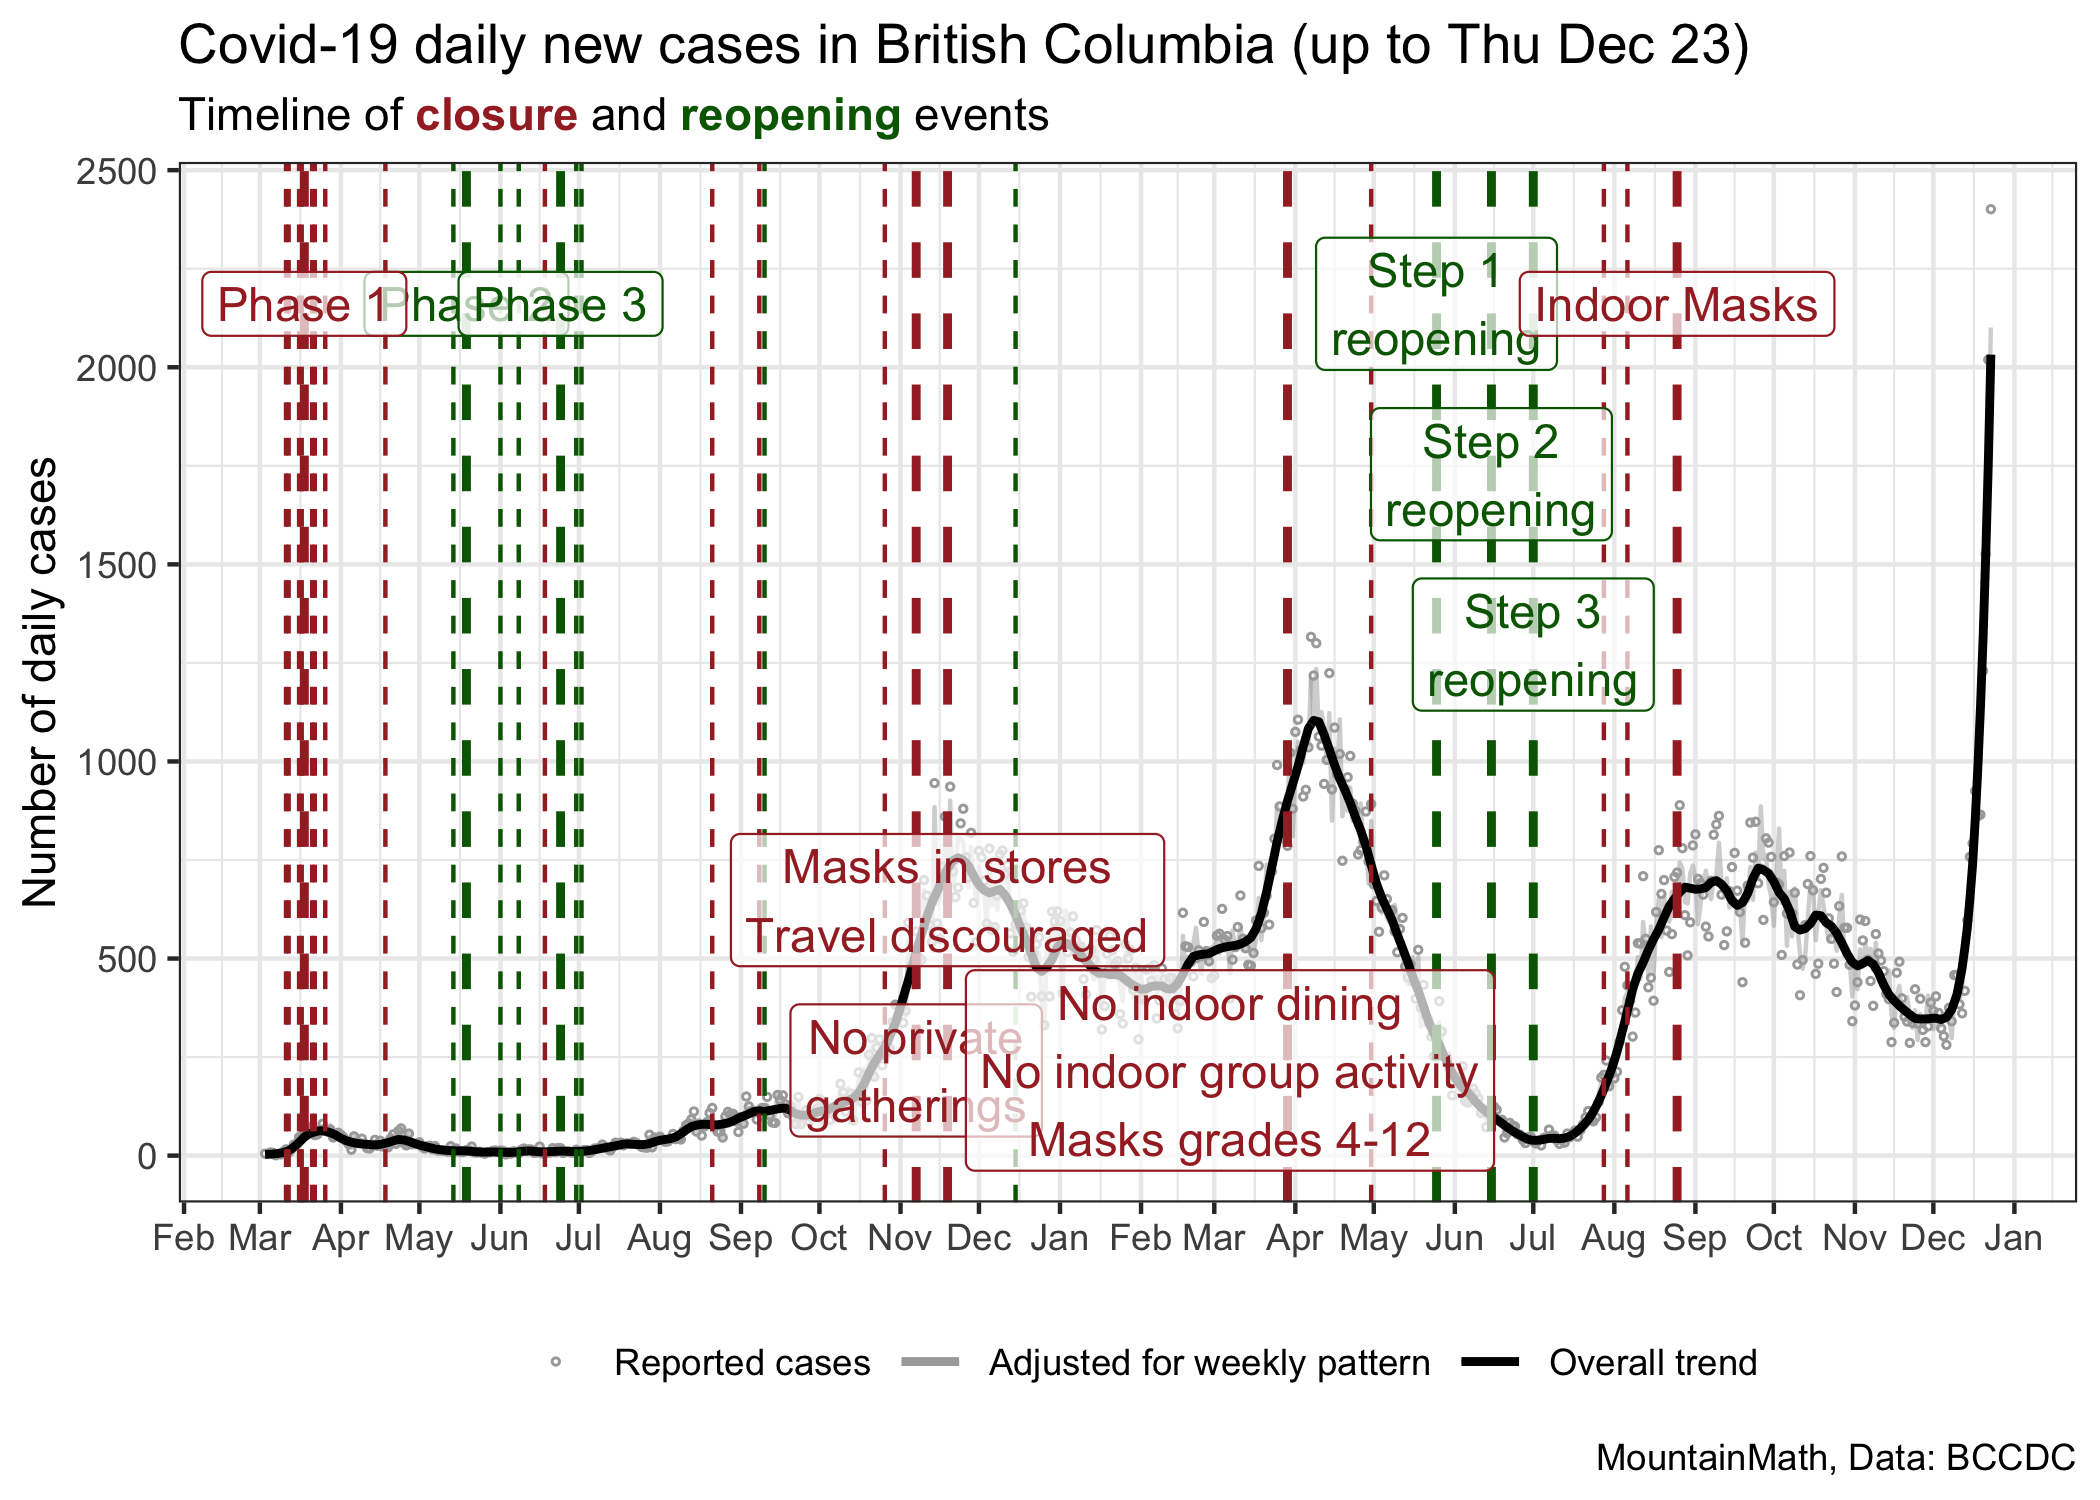 Covid-19 daily new cases in British Columbia (up to Thu Dec 23)
Timeline of closure and reopening events
Number of daily cases
2500
2000
1500
1000
500
0
Phase 1
Phase 2
Phase 3
Step 1
reopening
Indoor Masks
Step 2
reopening
Step 3
reopening
Masks in stores
Travel discouraged
No private
gatherings
No indoor dining
No indoor group activity
Masks grades 4-12
Feb Mar Apr May Jun Jul Aug Sep Oct Nov Dec Jan Feb Mar Apr May Jun Jul Aug Sep Oct Nov Dec Jan
Reported cases Adjusted for weekly pattern Overall trend
MountainMath, Data: BCCDC